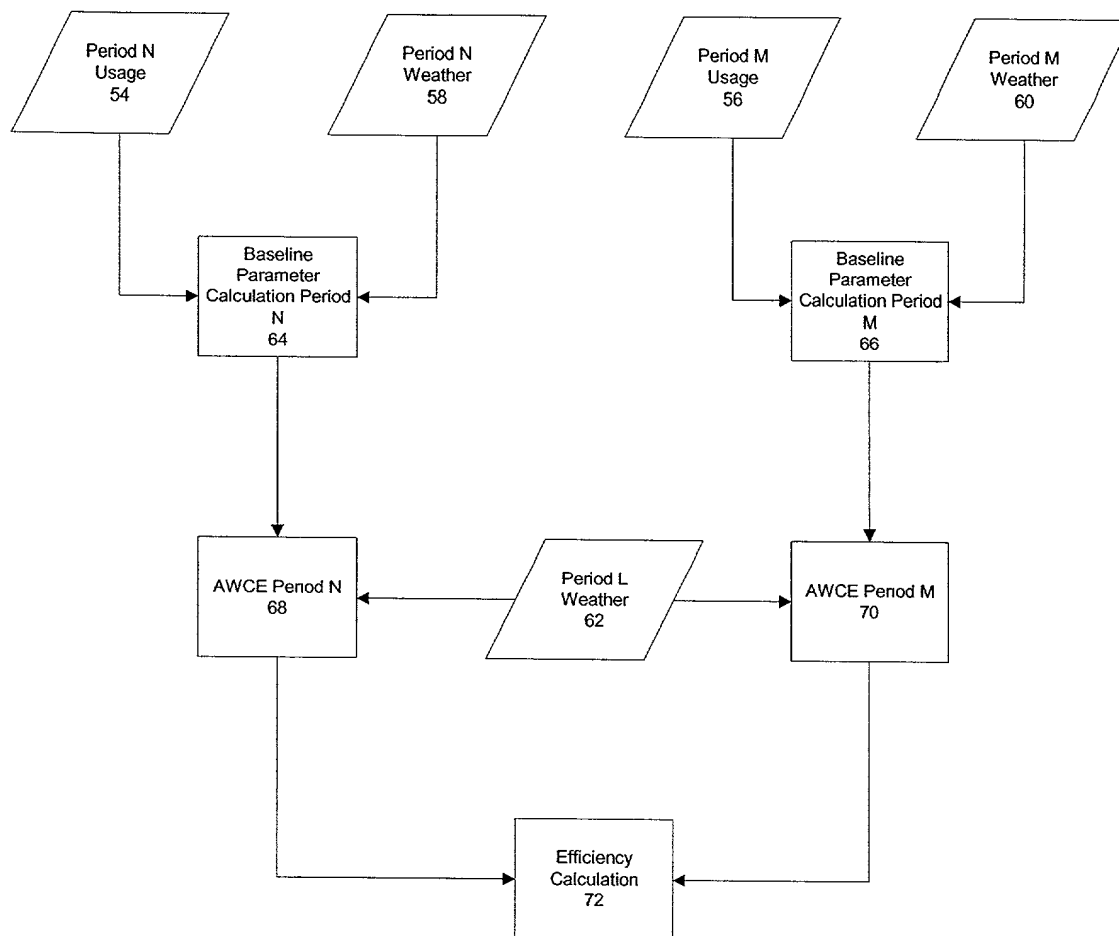 Period N
Usage
54
Period N
Weather
58
Period M
Usage
56
Period M
Weather
60
Baseline
Parameter
Calculation Period
N
64
Baseline
Parameter
Calculation Period
M
66
AWCE Period N
68
Period L
Weather
62
AWCE Period M
70
Efficiency
Calculation
72